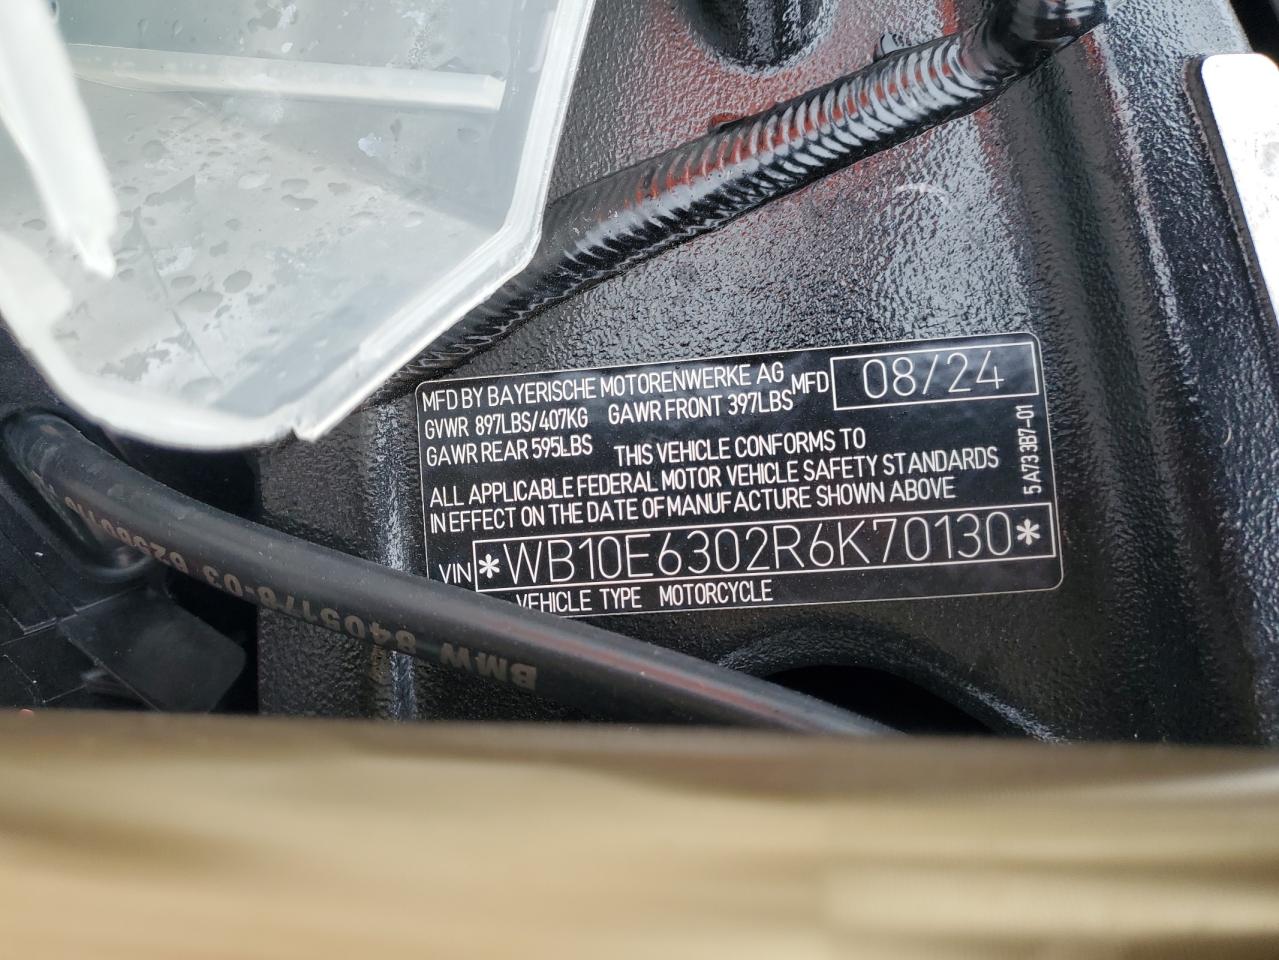 MFD BY BAYERISCHE MOTORENWERKE AG MFD 08/24
GVWR 897LBS/407KG GAWR FRONT 397LBS
GAWR REAR 595LBS THIS VEHICLE CONFORMS TO
ALL APPLICABLE FEDERAL MOTOR VEHICLE SAFETY STANDARDS
IN EFFECT ON THE DATE OF MANUFACTURE SHOWN ABOVE
VIN *WB10E6302R6K70130*
VEHICLE TYPE MOTORCYCLE
5A733B7-01
BMW 8405178-03